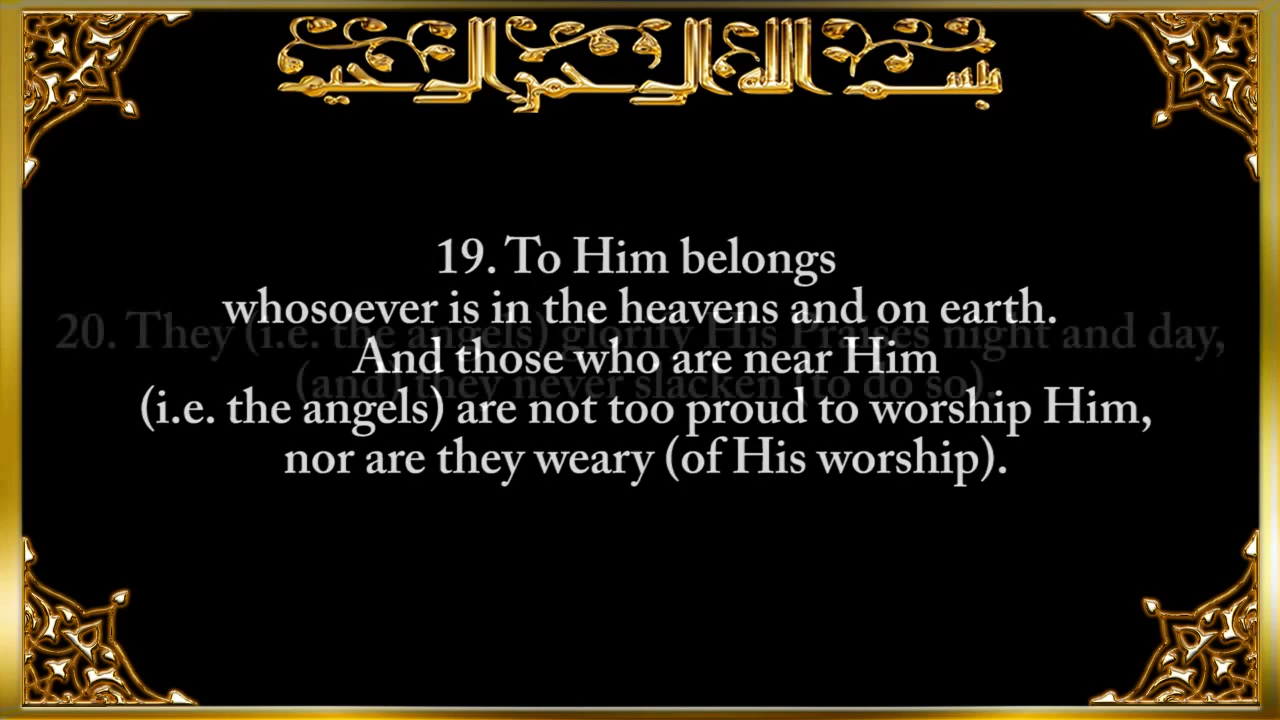 بسم الله الرحمن الرحيم
19. To Him belongs
whosoever is in the heavens and on earth.
And those who are near Him
(i.e. the angels) are not too proud to worship Him,
nor are they weary (of His worship).
20. They (i.e. the angels) glorify His Praises night and day,
(and) they never slacken (to do so).